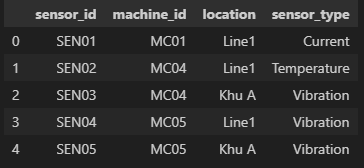 sensor_id machine_id location sensor_type
0 SEN01 MC01 Line1 Current
1 SEN02 MC04 Line1 Temperature
2 SEN03 MC04 Khu A Vibration
3 SEN04 MC05 Line1 Vibration
4 SEN05 MC05 Khu A Vibration